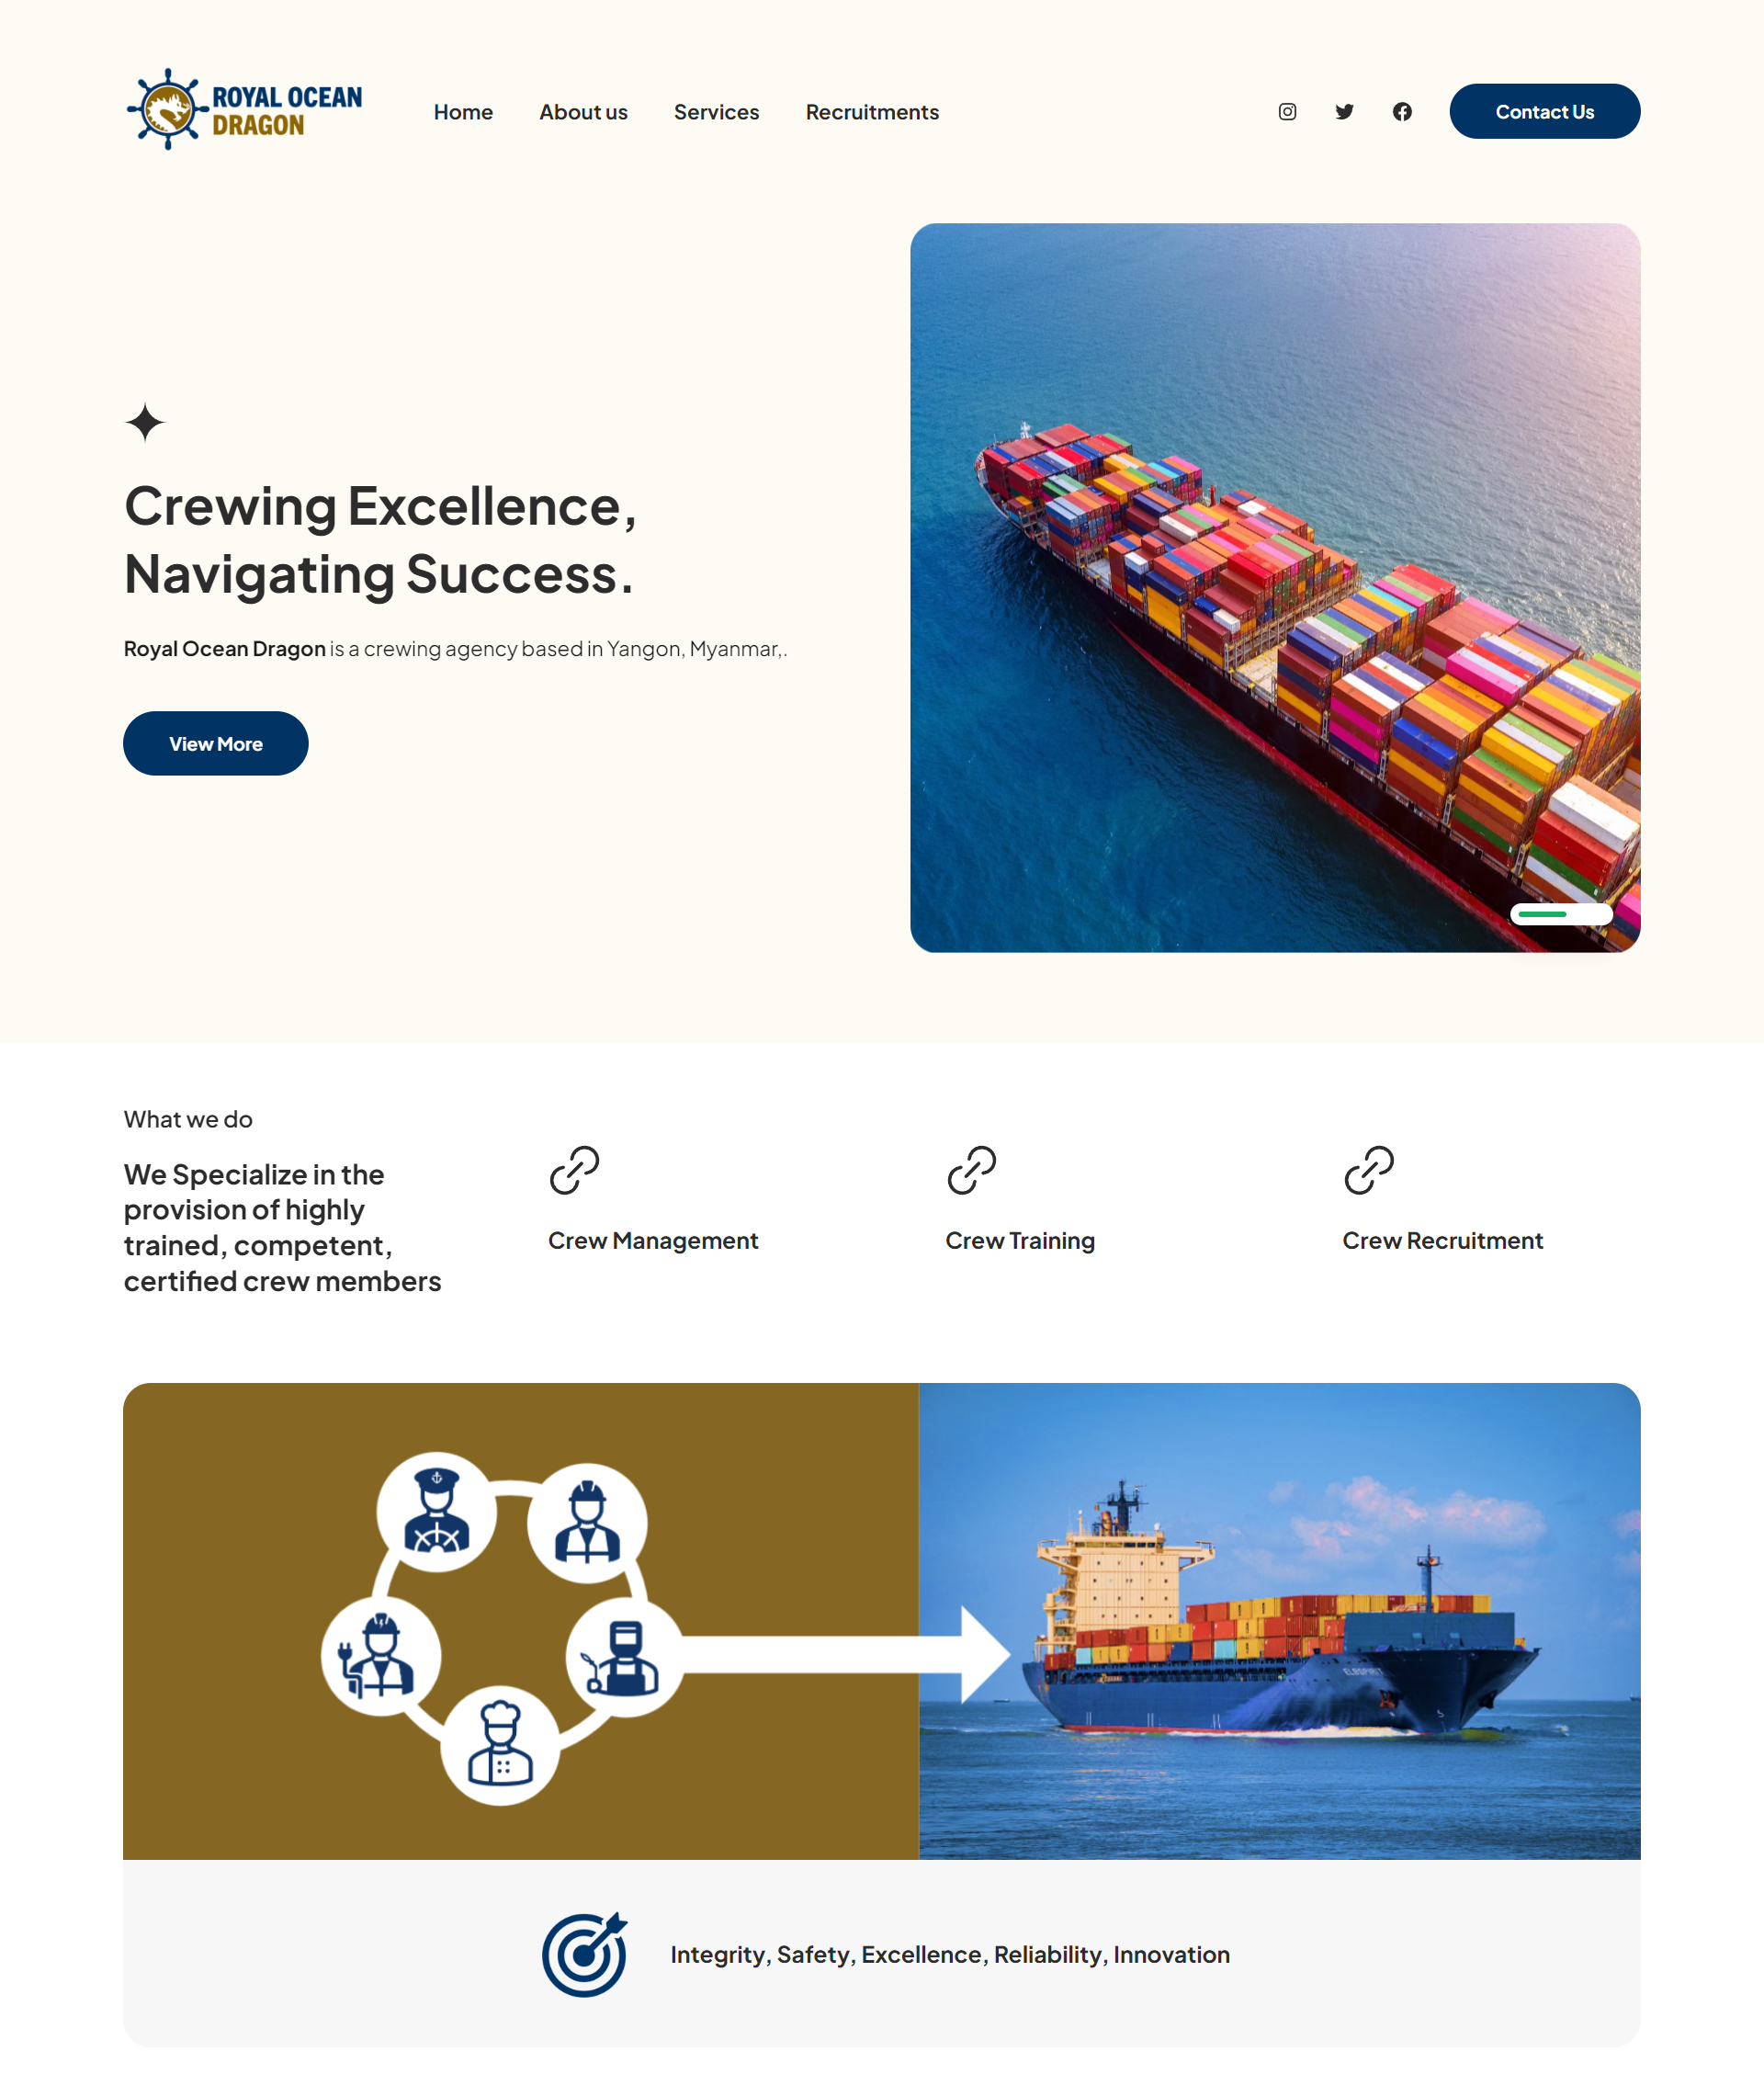 ROYAL OCEAN
DRAGON
Home
About us
Services
Recruitments
Contact Us
Crewing Excellence,
Navigating Success.
Royal Ocean Dragon is a crewing agency based in Yangon, Myanmar,.
View More
What we do
We Specialize in the
provision of highly
trained, competent,
certified crew members
Crew Management
Crew Training
Crew Recruitment
Integrity, Safety, Excellence, Reliability, Innovation